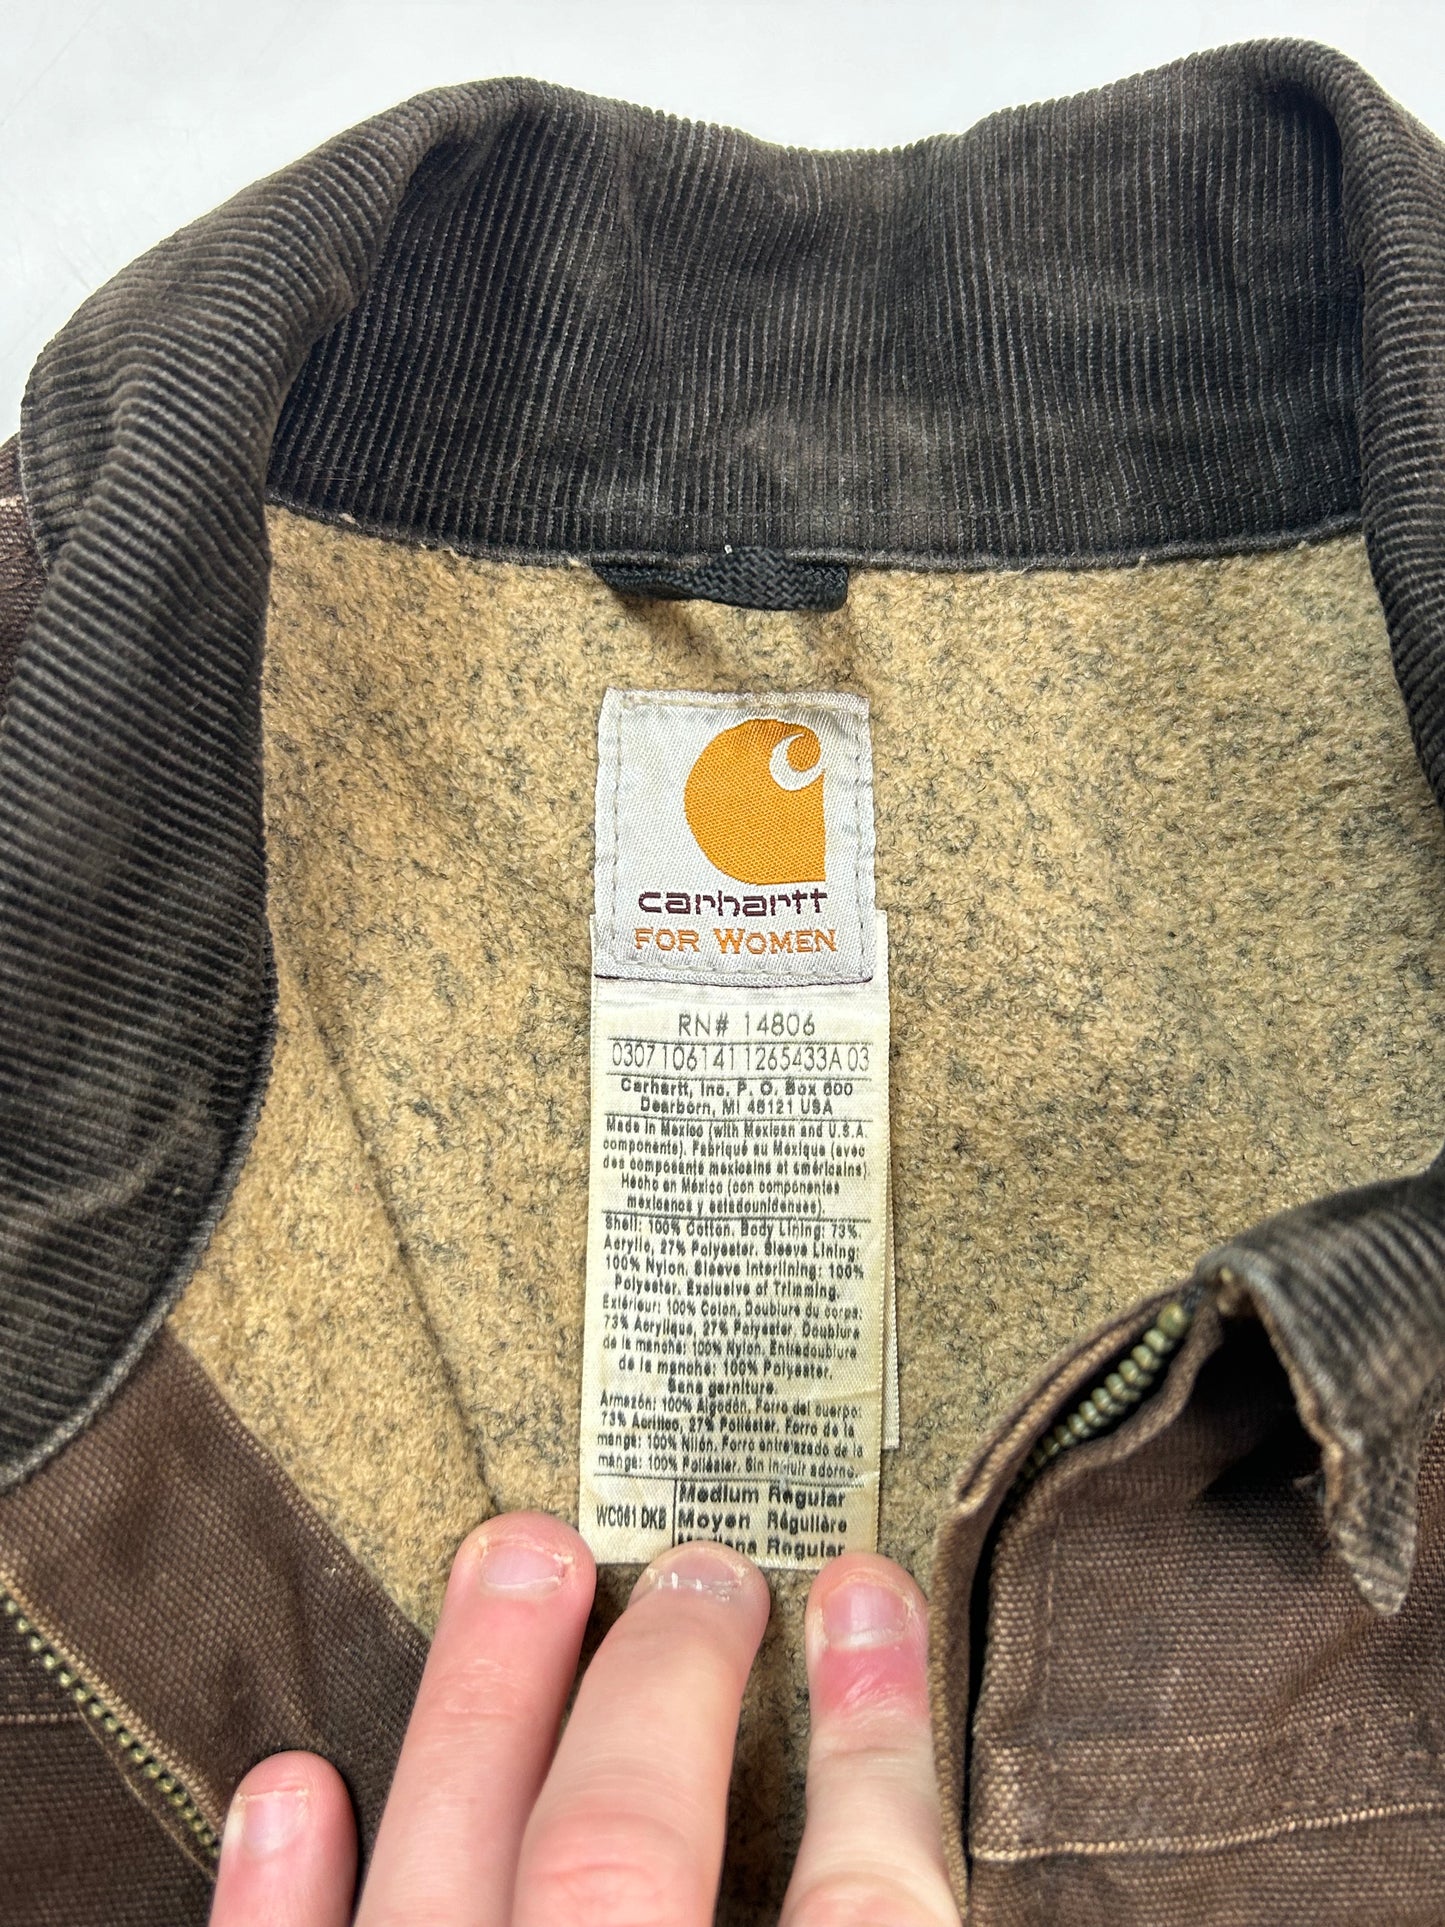 carhartt
FOR WOMEN
RN# 14806
0307 106141 1265433A 03
Carhartt, Inc. P. O. Box 600
Dearborn, MI 48121 USA
Made in Mexico (with Mexican and U.S.A.
components). Fabriqué au Mexique (avec
des composants mexicains et américains).
Hecho en México (con componentes
mexicanos y estadounidenses).
Shell: 100% Cotton. Body Lining: 73%
Acrylic, 27% Polyester. Sleeve Lining:
100% Nylon. Sleeve Interlining: 100%
Polyester. Exclusive of Trimming.
Extérieur: 100% Coton. Doublure du corps:
73% Acrylique, 27% Polyester. Doublure
de la manche: 100% Nylon. Entredoublure
de la manche: 100% Polyester.
Sans garniture.
Armazón: 100% Algodón. Forro del cuerpo:
73% Acrílico, 27% Poliéster. Forro de la
manga: 100% Nilón. Forro entrelazado de la
manga: 100% Poliéster. Sin incluir adorno.
Medium Regular
WC061 DKB Moyen Régulière
Mediana Regular